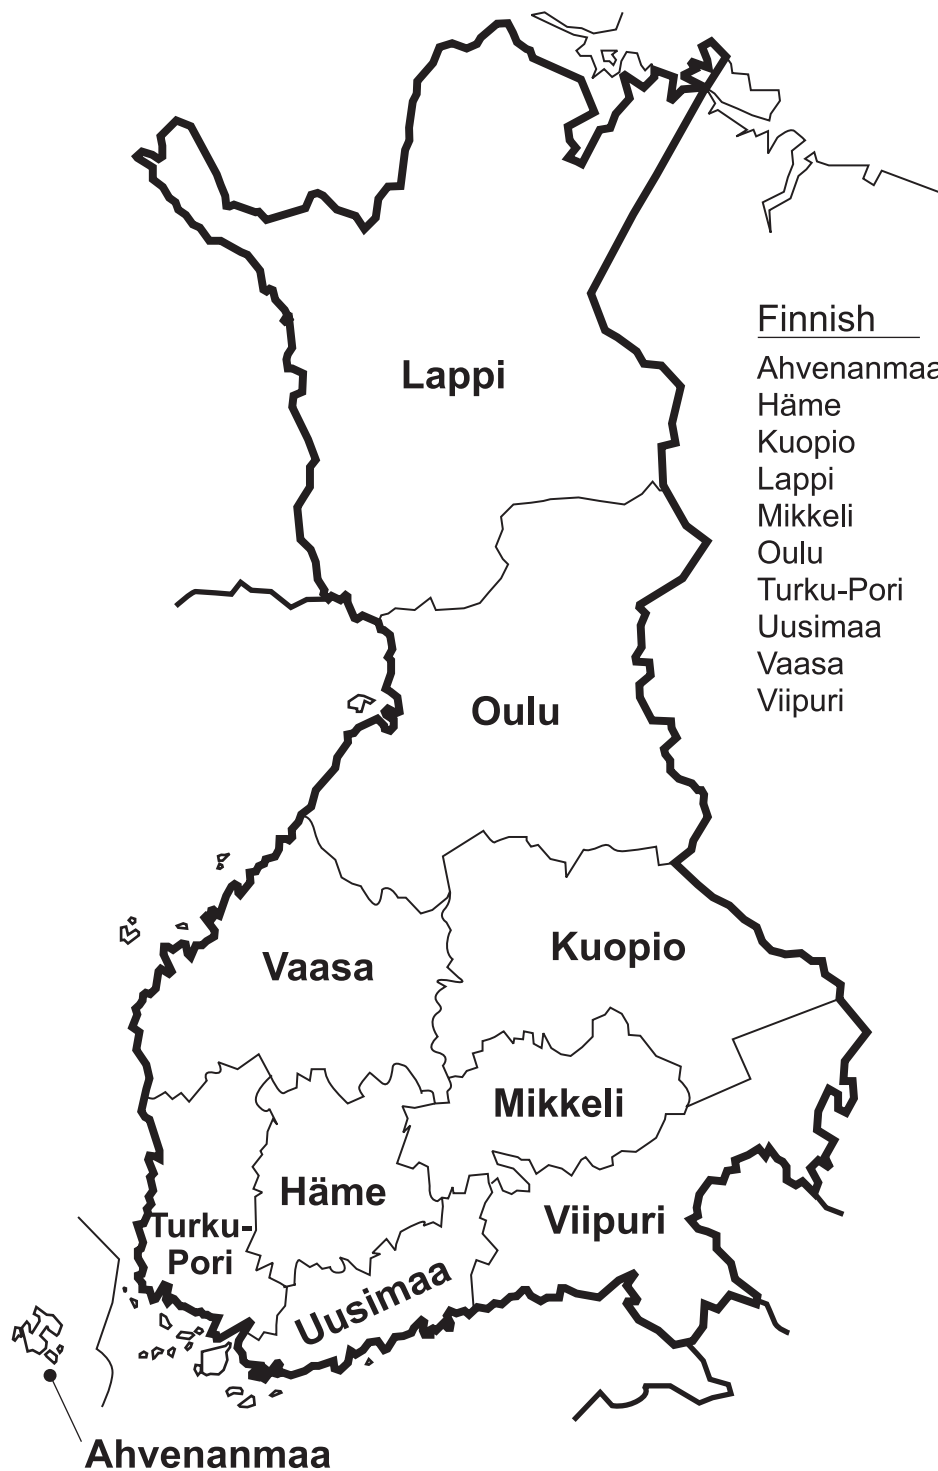 Finnish
Ahvenanmaa
Häme
Kuopio
Lappi
Mikkeli
Oulu
Turku-Pori
Uusimaa
Vaasa
Viipuri
Lappi
Oulu
Kuopio
Vaasa
Mikkeli
Häme
Viipuri
Turku-
Pori
Uusimaa
Ahvenanmaa